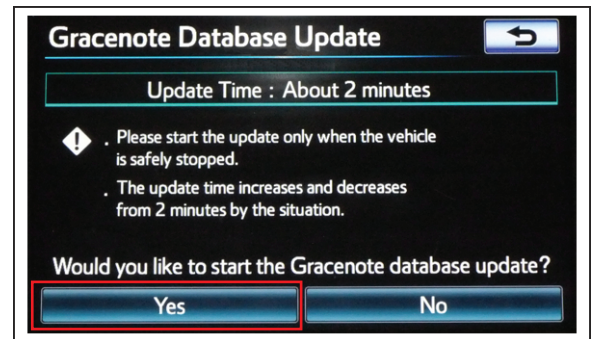 Gracenote Database Update
Update Time : About 2 minutes
. Please start the update only when the vehicle
is safely stopped.
. The update time increases and decreases
from 2 minutes by the situation.
Would you like to start the Gracenote database update?
Yes
No